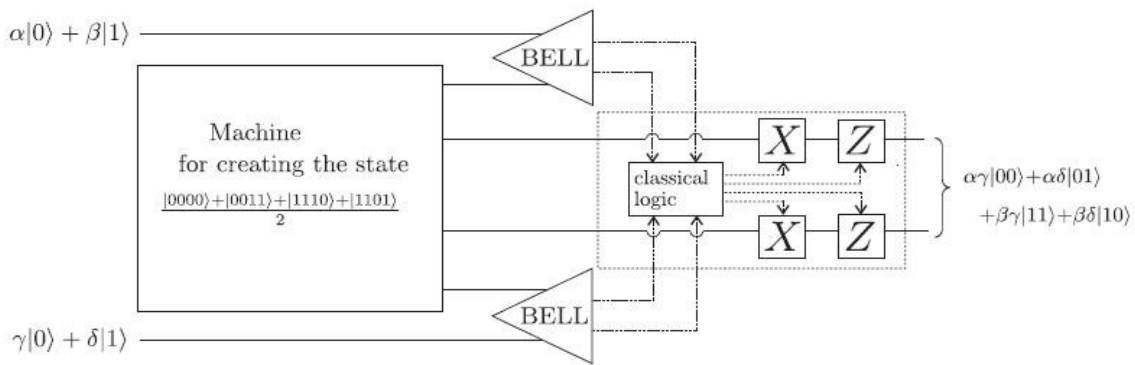 α|0⟩ + β|1⟩
BELL
Machine
for creating the state
|0000⟩+|0011⟩+|1110⟩+|1101⟩
2
classical
logic
X
Z
X
Z
αγ|00⟩+αδ|01⟩
+βγ|11⟩+βδ|10⟩
BELL
γ|0⟩ + δ|1⟩